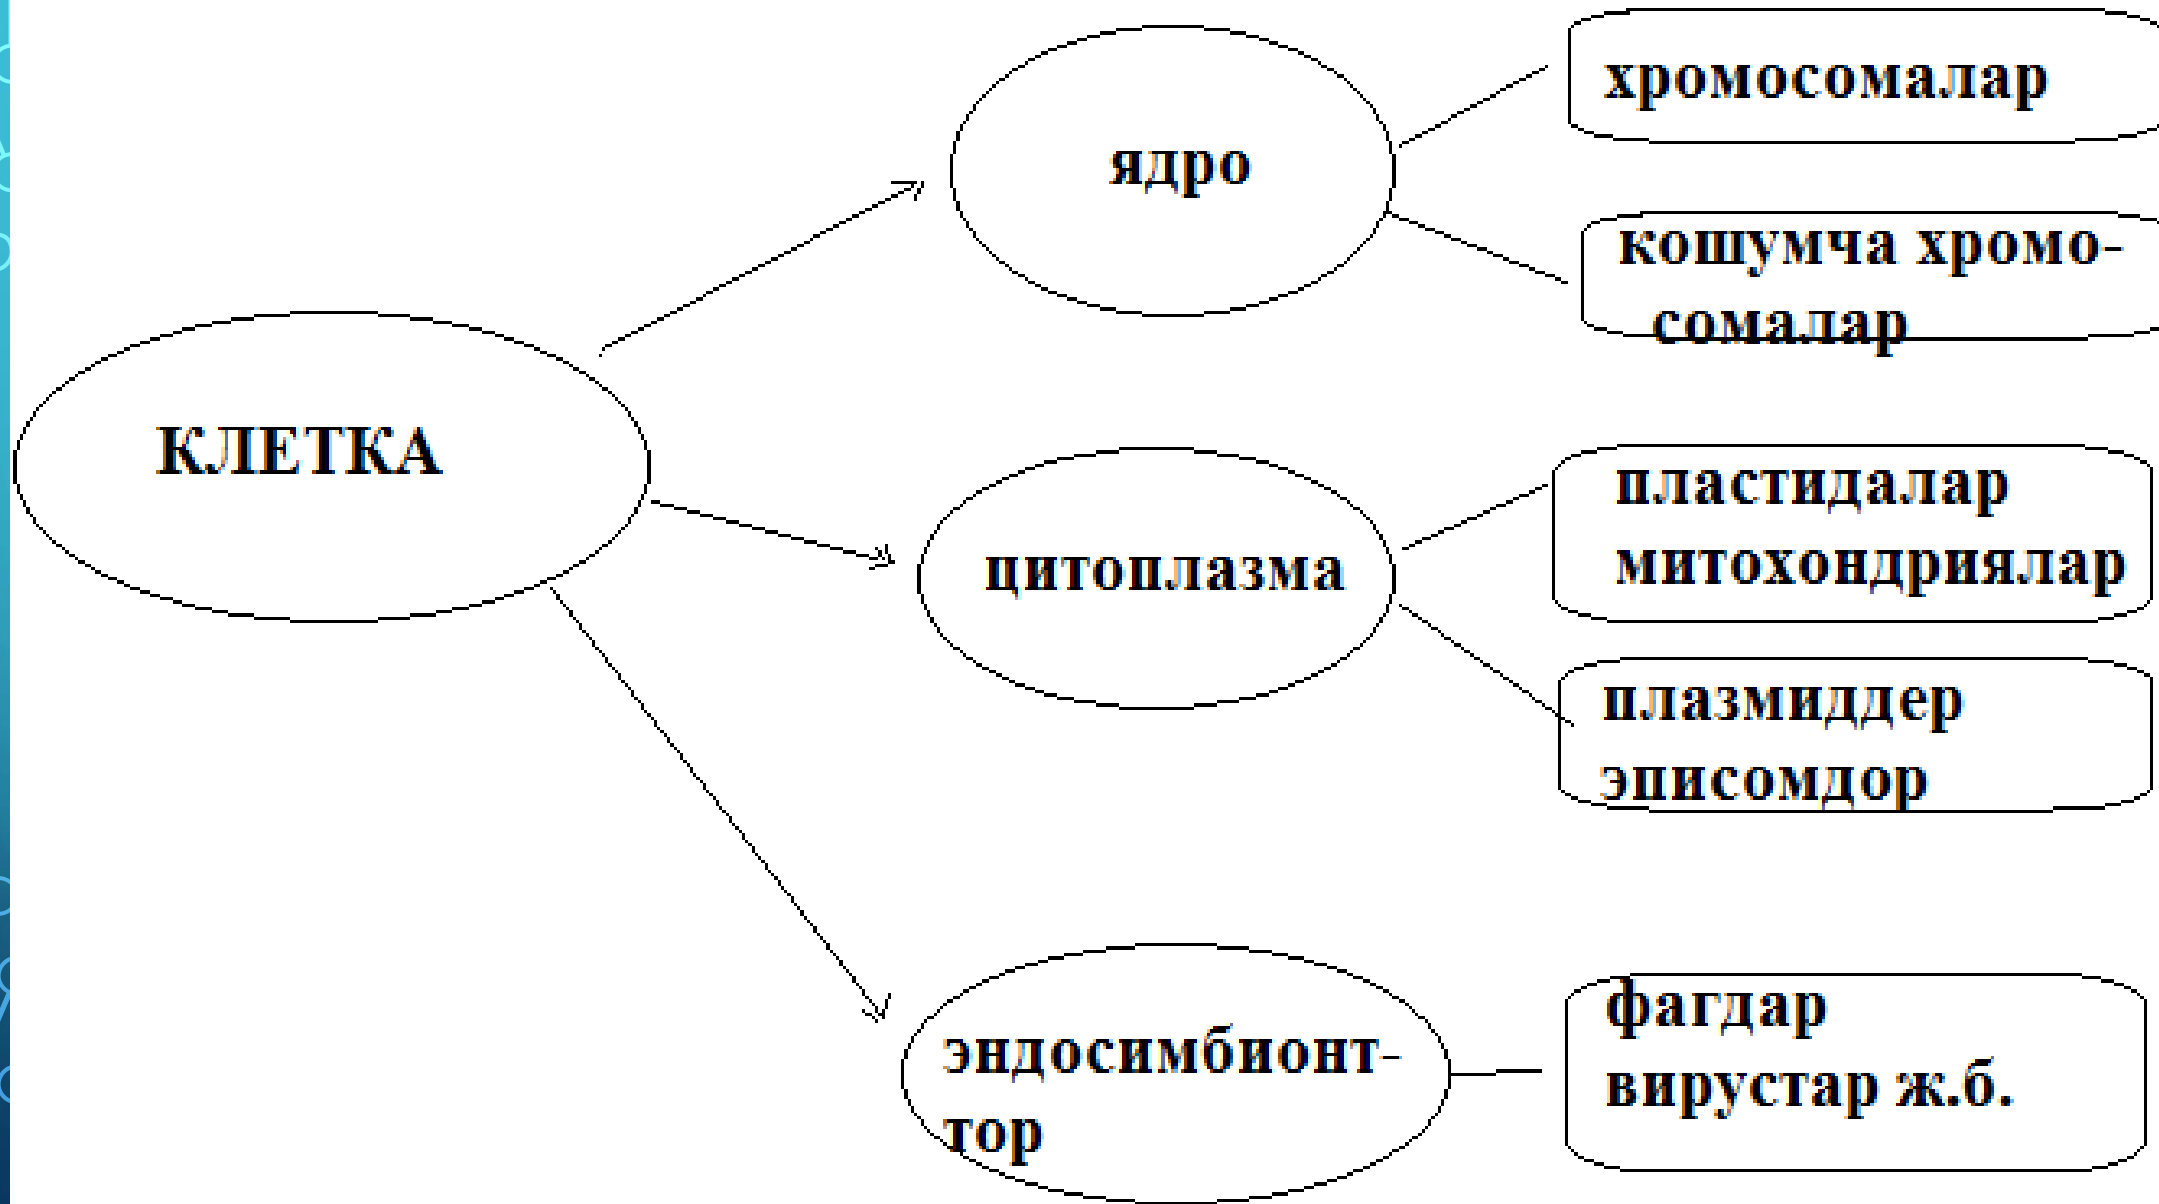 хромосомалар
ядро
кошумча хромо-
сомалар
КЛЕТКА
пластидалар
митохондриялар
цитоплазма
плазмиддер
эписомдор
эндосимбионт-
тор
фагдар
вирустар ж.б.